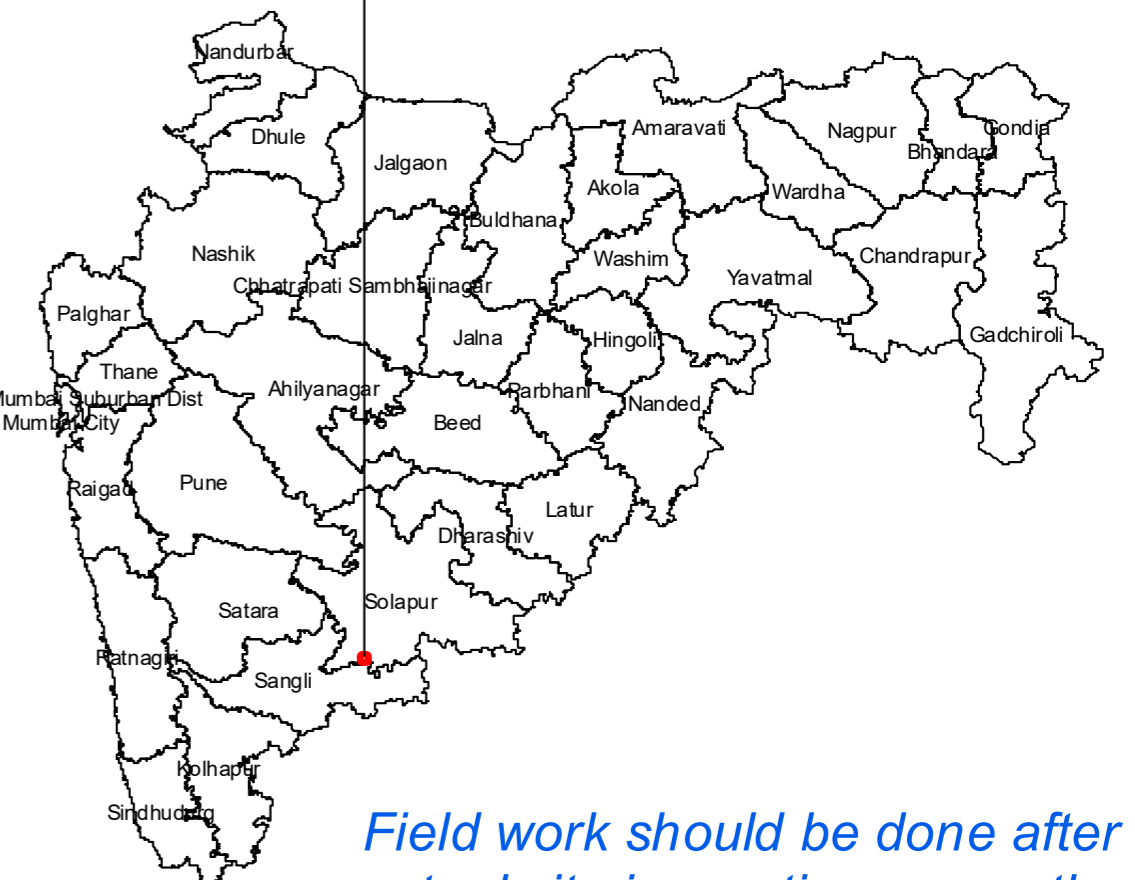 Nandurbar
Dhule
Jalgaon
Amaravati
Nagpur
Gondia
Bhandara
Akola
Wardha
Buldhana
Nashik
Washim
Chandrapur
Chhatrapati Sambhajinagar
Yavatmal
Palghar
Jalna
Hingoli
Gadchiroli
Thane
Ahilyanagar
Parbhani
Mumbai Suburban Dist
Nanded
Mumbai City
Beed
Raigad
Pune
Latur
Dharashiv
Solapur
Satara
Ratnagiri
Sangli
Kolhapur
Sindhudurg
Field work should be done after